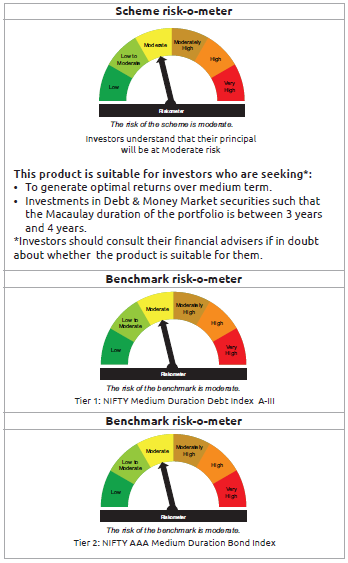 Scheme risk-o-meter
Low
Low to
Moderate
Moderate
Moderately
High
High
Very
High
Riskometer
The risk of the scheme is moderate.
Investors understand that their principal
will be at Moderate risk
This product is suitable for investors who are seeking*:
• To generate optimal returns over medium term.
• Investments in Debt & Money Market securities such that
the Macaulay duration of the portfolio is between 3 years
and 4 years.
*Investors should consult their financial advisers if in doubt
about whether the product is suitable for them.
Benchmark risk-o-meter
Low
Low to
Moderate
Moderate
Moderately
High
High
Very
High
Riskometer
The risk of the benchmark is moderate.
Tier 1: NIFTY Medium Duration Debt Index A-III
Benchmark risk-o-meter
Low
Low to
Moderate
Moderate
Moderately
High
High
Very
High
Riskometer
The risk of the benchmark is moderate.
Tier 2: NIFTY AAA Medium Duration Bond Index